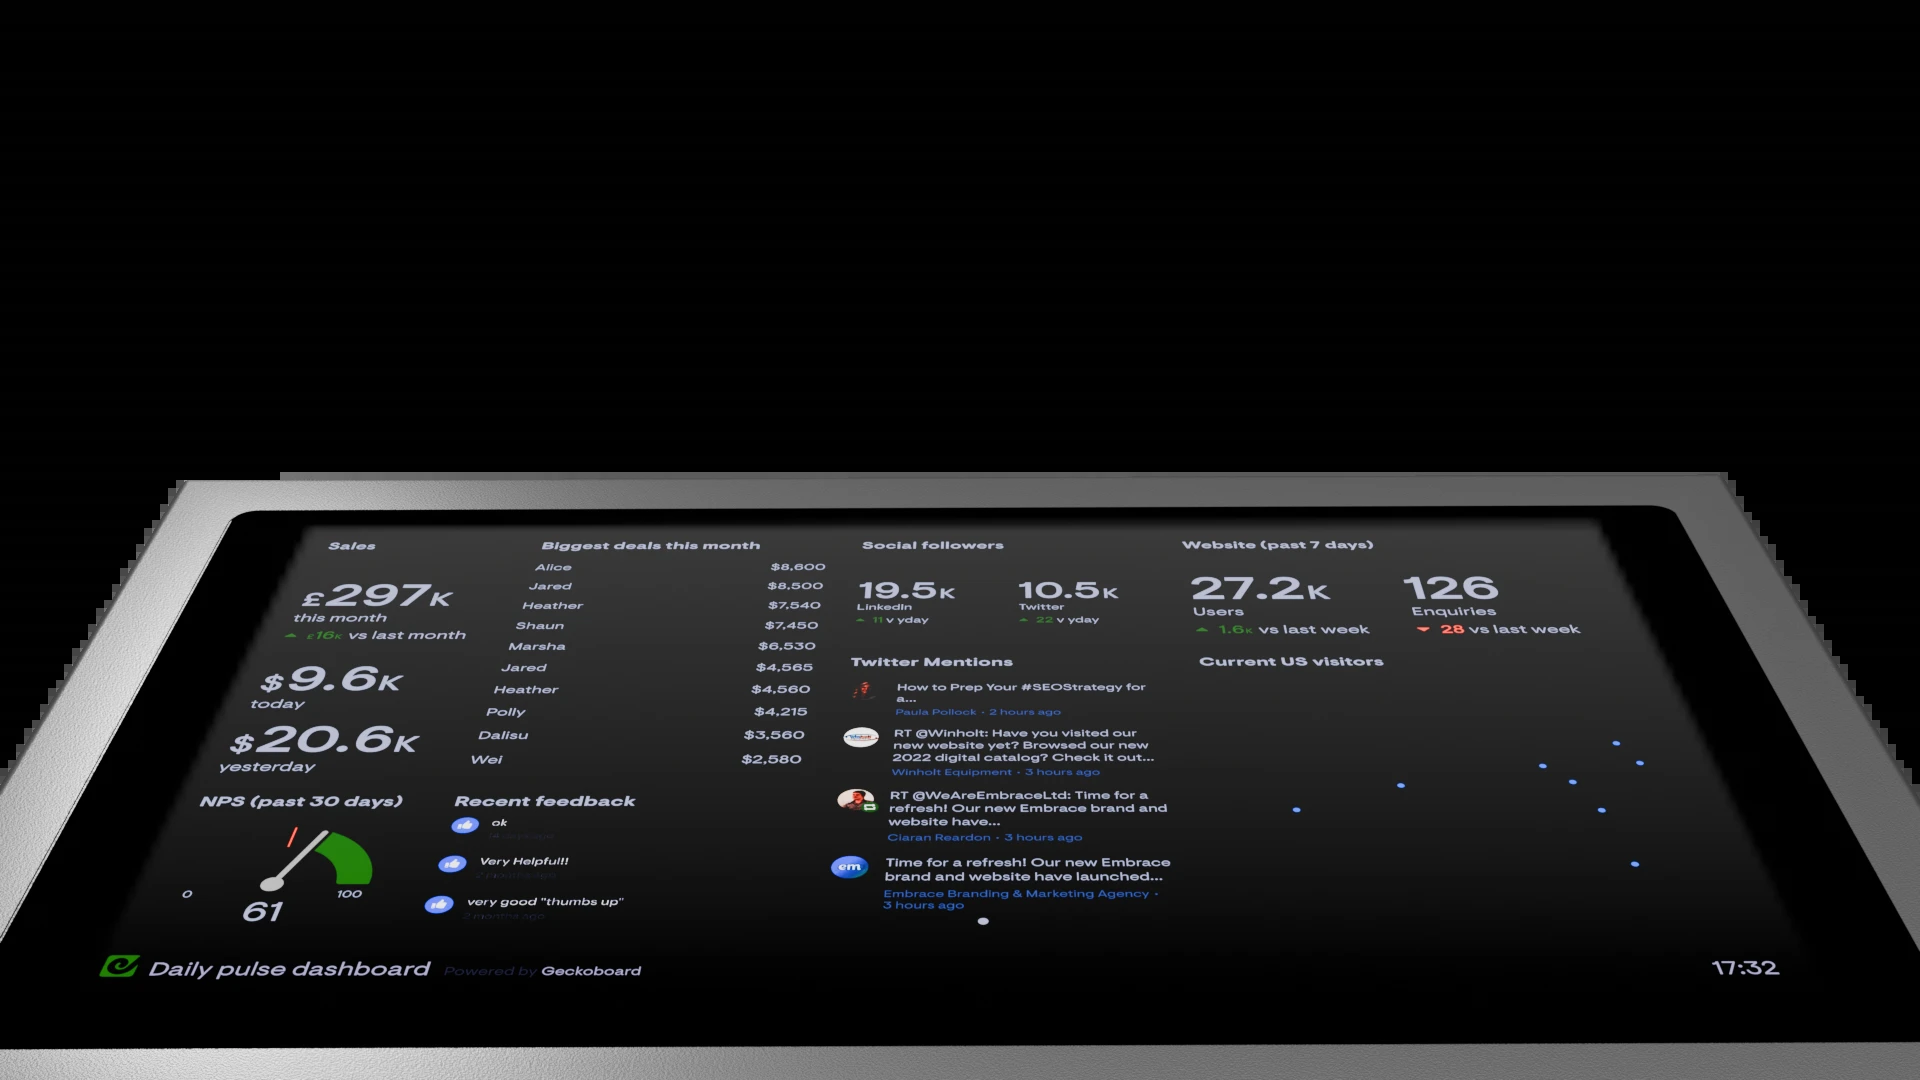 Sales
£297K
this month
£16K vs last month
$9.6K
today
$20.6K
yesterday
Biggest deals this month
Alice $8,600
Jared $8,500
Heather $7,540
Shaun $7,450
Marsha $6,530
Jared $4,565
Heather $4,560
Polly $4,215
Dalisu $3,560
Wei $2,580
Social followers
19.5K
LinkedIn
11 v yday
10.5K
Twitter
22 v yday
Website (past 7 days)
27.2K
Users
1.6K vs last week
126
Enquiries
28 vs last week
Twitter Mentions
How to Prep Your #SEOStrategy for
a...
Paula Pollock · 2 hours ago
RT @Winholt: Have you visited our
new website yet? Browsed our new
2022 digital catalog? Check it out...
Winholt Equipment · 3 hours ago
RT @WeAreEmbraceLtd: Time for a
refresh! Our new Embrace brand and
website have...
Ciaran Reardon · 3 hours ago
em
Time for a refresh! Our new Embrace
brand and website have launched...
Embrace Branding & Marketing Agency ·
3 hours ago
Current US visitors
NPS (past 30 days)
0
100
61
Recent feedback
ok
Very Helpful!!
2 months ago
very good "thumbs up"
2 months ago
Daily pulse dashboard Powered by Geckoboard
17:32